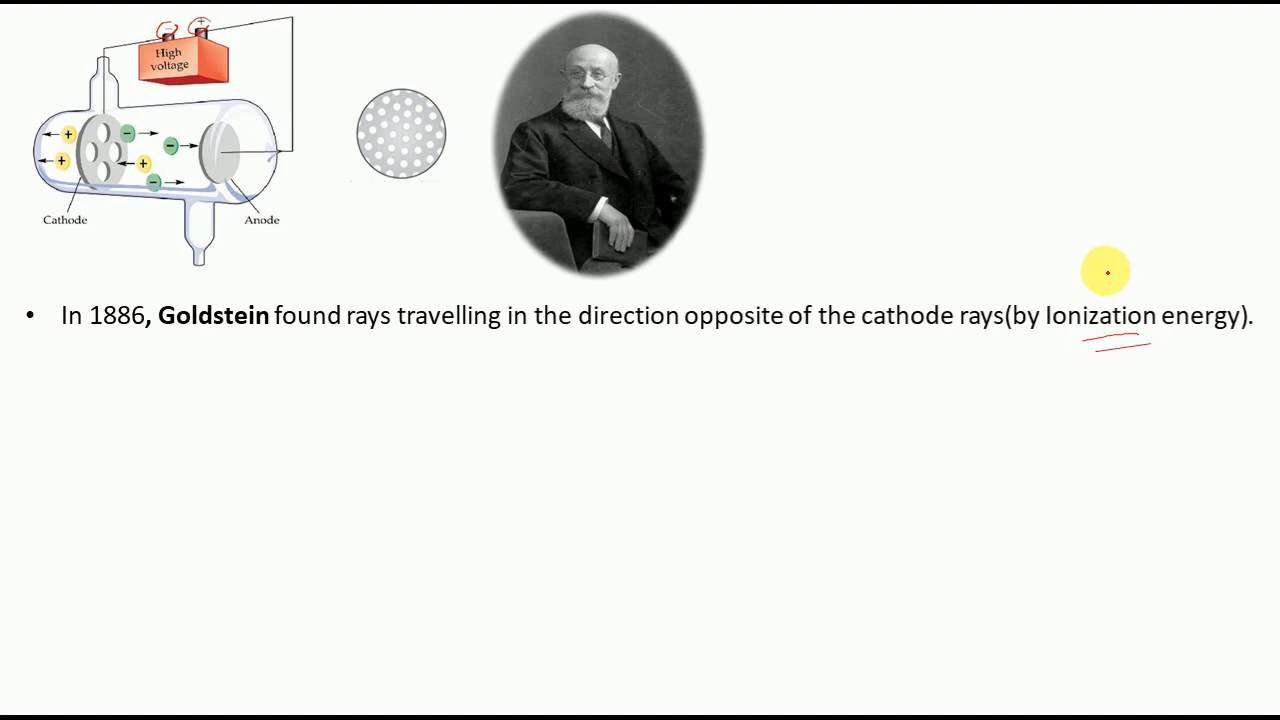 − +
High
voltage
+ − − +
+ −
Cathode
Anode
• In 1886, Goldstein found rays travelling in the direction opposite of the cathode rays(by Ionization energy).